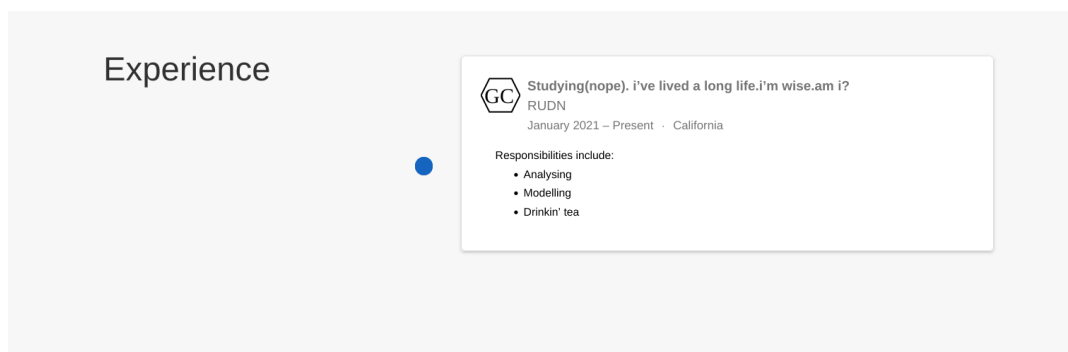 Experience
GC
Studying(nope). i’ve lived a long life.i’m wise.am i?
RUDN
January 2021 – Present · California
Responsibilities include:
• Analysing
• Modelling
• Drinkin’ tea